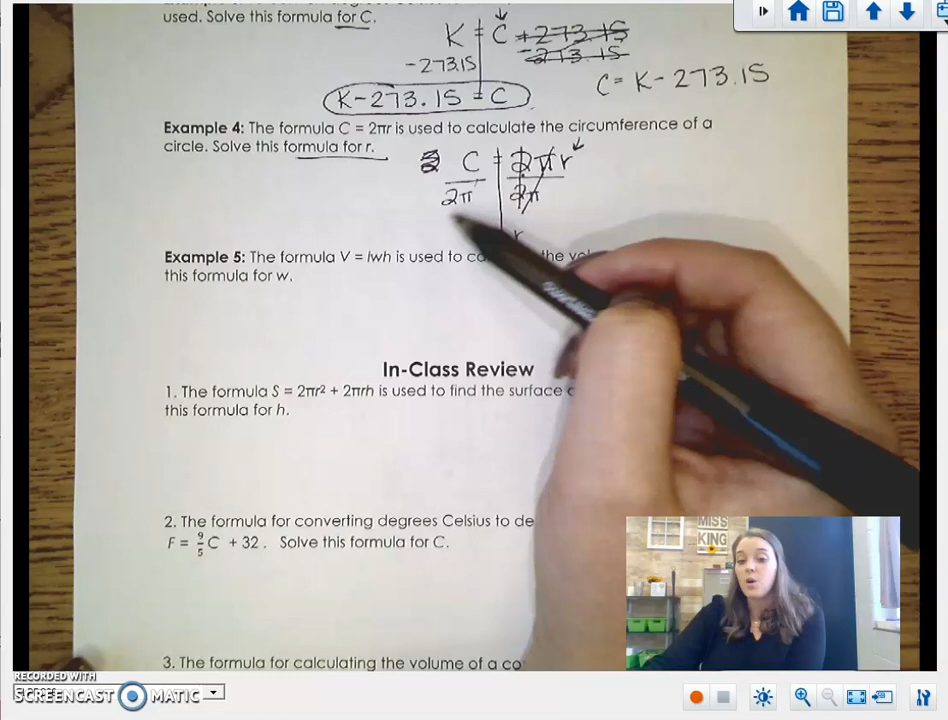 used. Solve this for C.
K = C + 273.15
-273.15 -273.15
C = K - 273.15
K - 273.15 = C
Example 4: The formula C = 2πr is used to calculate the circumference of a
circle. Solve this formula for r.
C = 2πr
2π 2π
r
Example 5: The formula V = lwh is used to the
this formula for w.
In-Class Review
1. The formula S = 2πr² + 2πrh is used to find the surface
this formula for h.
2. The formula for converting degrees Celsius to
F = 9/5 C + 32. Solve this formula for C.
3. The formula for calculating the volume of a
MISS
KING
RECORDED WITH
SCREENCAST MATIC